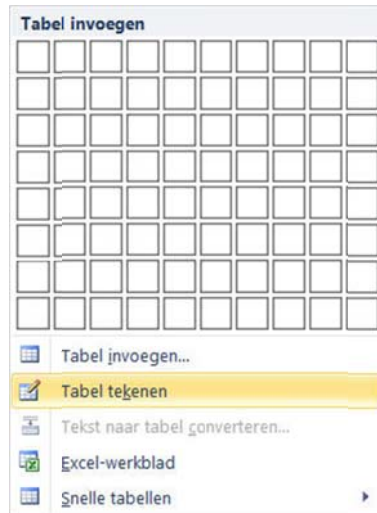 Tabel invoegen
Tabel invoegen...
Tabel tekenen
Tekst naar tabel converteren...
Excel-werkblad
Snelle tabellen